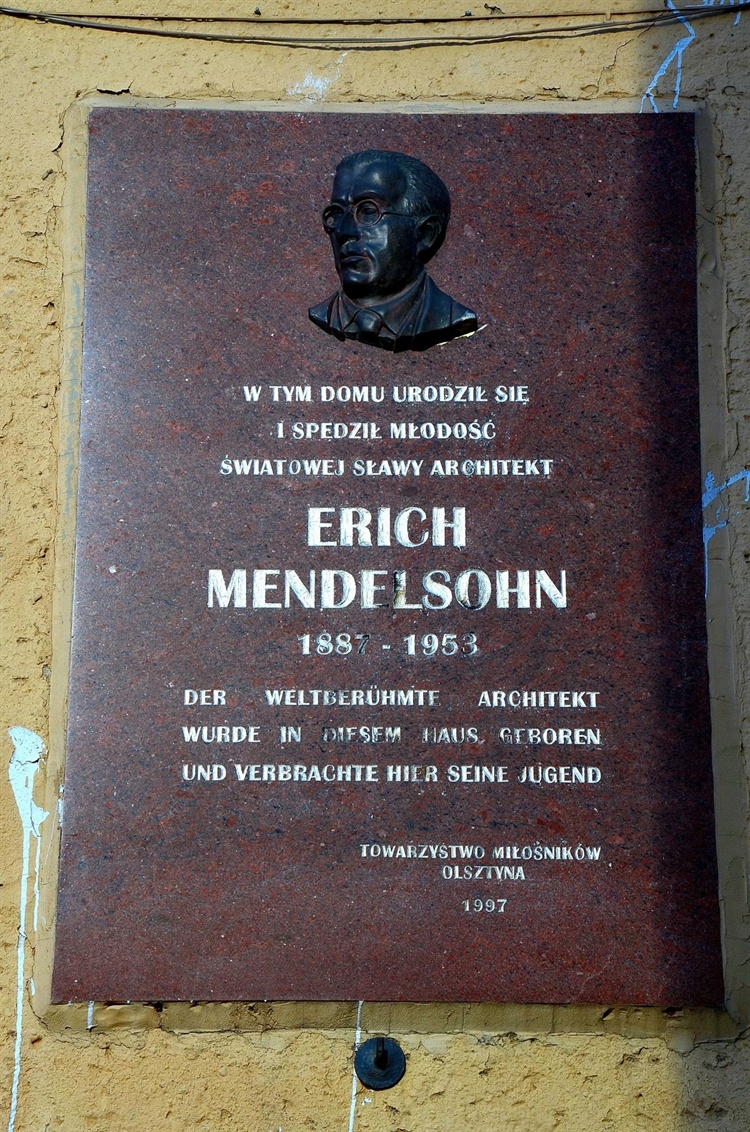 W TYM DOMU URODZIŁ SIĘ
I SPĘDZIŁ MŁODOŚĆ
ŚWIATOWEJ SŁAWY ARCHITEKT
ERICH
MENDELSOHN
1887 - 1953
DER WELTBERÜHMTE ARCHITEKT
WURDE IN DIESEM HAUS GEBOREN
UND VERBRACHTE HIER SEINE JUGEND
TOWARZYSTWO MIŁOŚNIKÓW
OLSZTYNA
1997